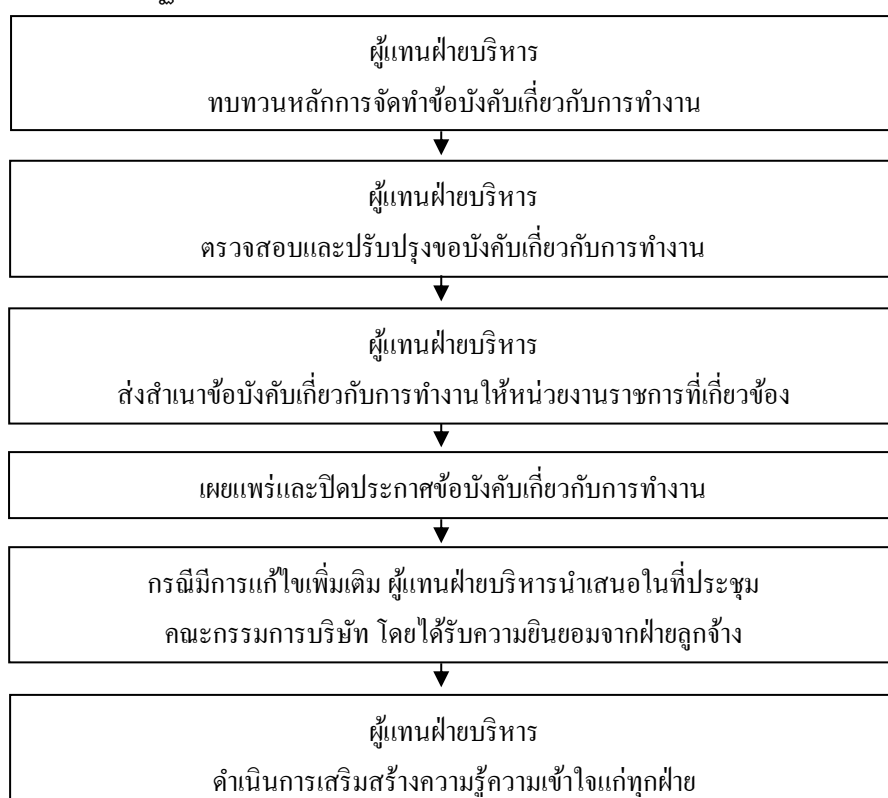 ผู้แทนฝ่ายบริหาร
ทบทวนหลักการจัดทำข้อบังคับเกี่ยวกับการทำงาน
ผู้แทนฝ่ายบริหาร
ตรวจสอบและปรับปรุงขอบังคับเกี่ยวกับการทำงาน
ผู้แทนฝ่ายบริหาร
ส่งสำเนาข้อบังคับเกี่ยวกับการทำงานให้หน่วยงานราชการที่เกี่ยวข้อง
เผยแพร่และปิดประกาศข้อบังคับเกี่ยวกับการทำงาน
กรณีมีการแก้ไขเพิ่มเติม ผู้แทนฝ่ายบริหารนำเสนอในที่ประชุม
คณะกรรมการบริษัท โดยได้รับความยินยอมจากฝ่ายลูกจ้าง
ผู้แทนฝ่ายบริหาร
ดำเนินการเสริมสร้างความรู้ความเข้าใจแก่ทุกฝ่าย